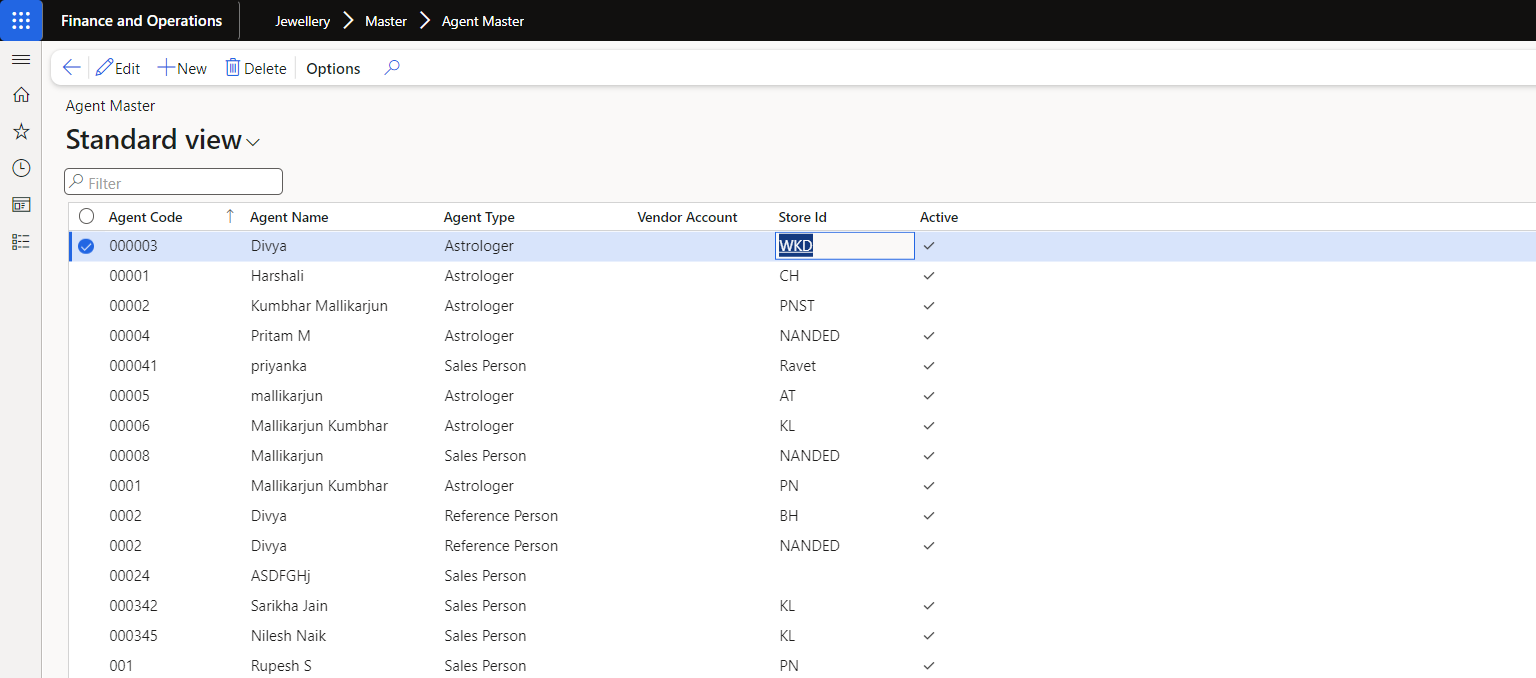 Finance and Operations Jewellery Master Agent Master
Edit New Delete Options
Agent Master
Standard view
Filter
Agent Code Agent Name Agent Type Vendor Account Store Id Active
000003 Divya Astrologer WKD
00001 Harshali Astrologer CH
00002 Kumbhar Mallikarjun Astrologer PNST
00004 Pritam M Astrologer NANDED
000041 priyanka Sales Person Ravet
00005 mallikarjun Astrologer AT
00006 Mallikarjun Kumbhar Astrologer KL
00008 Mallikarjun Sales Person NANDED
0001 Mallikarjun Kumbhar Astrologer PN
0002 Divya Reference Person BH
0002 Divya Reference Person NANDED
00024 ASDFGHj Sales Person
000342 Sarikha Jain Sales Person KL
000345 Nilesh Naik Sales Person KL
001 Rupesh S Sales Person PN